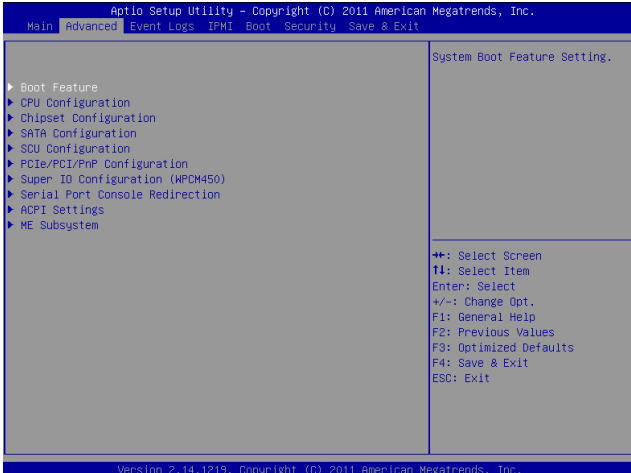 Aptio Setup Utility – Copyright (C) 2011 American Megatrends, Inc.
Main Advanced Event Logs IPMI Boot Security Save & Exit
System Boot Feature Setting.
▶ Boot Feature
▶ CPU Configuration
▶ Chipset Configuration
▶ SATA Configuration
▶ SCU Configuration
▶ PCIe/PCI/PnP Configuration
▶ Super IO Configuration (WPCM450)
▶ Serial Port Console Redirection
▶ ACPI Settings
▶ ME Subsystem
→←: Select Screen
↑↓: Select Item
Enter: Select
+/-: Change Opt.
F1: General Help
F2: Previous Values
F3: Optimized Defaults
F4: Save & Exit
ESC: Exit
Version 2.14.1219. Copyright (C) 2011 American Megatrends, Inc.